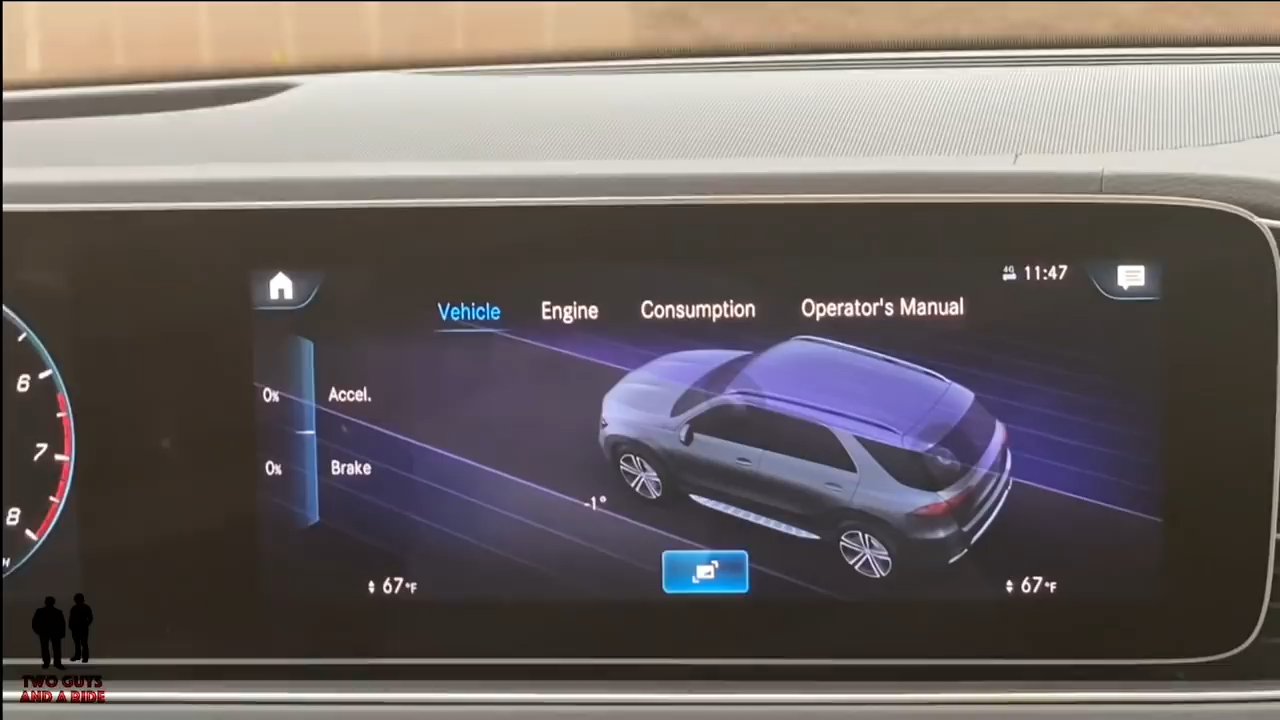 4G 11:47
Vehicle Engine Consumption Operator's Manual
6
0% Accel.
7
0% Brake
-1°
8
67°F
67°F
TWO GUYS
AND A RIDE